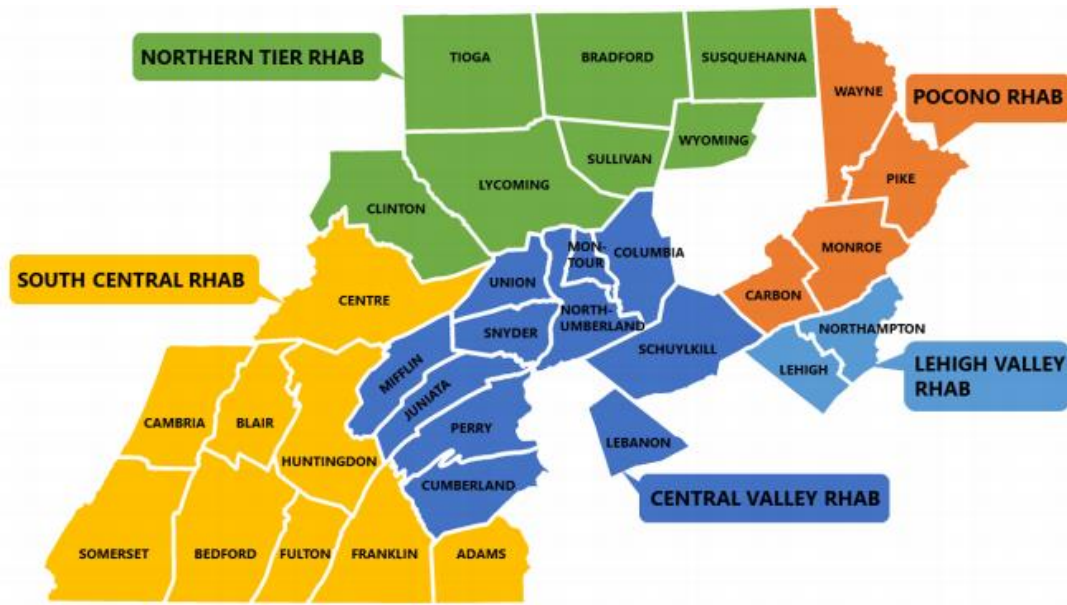 NORTHERN TIER RHAB
TIOGA
BRADFORD
SUSQUEHANNA
WAYNE
POCONO RHAB
WYOMING
SULLIVAN
PIKE
LYCOMING
CLINTON
MONROE
MON-
TOUR
COLUMBIA
SOUTH CENTRAL RHAB
CENTRE
UNION
CARBON
NORTH-
UMBERLAND
SNYDER
NORTHAMPTON
SCHUYLKILL
MIFFLIN
LEHIGH
LEHIGH VALLEY
RHAB
JUNIATA
CAMBRIA
BLAIR
PERRY
LEBANON
HUNTINGDON
CUMBERLAND
CENTRAL VALLEY RHAB
SOMERSET
BEDFORD
FULTON
FRANKLIN
ADAMS